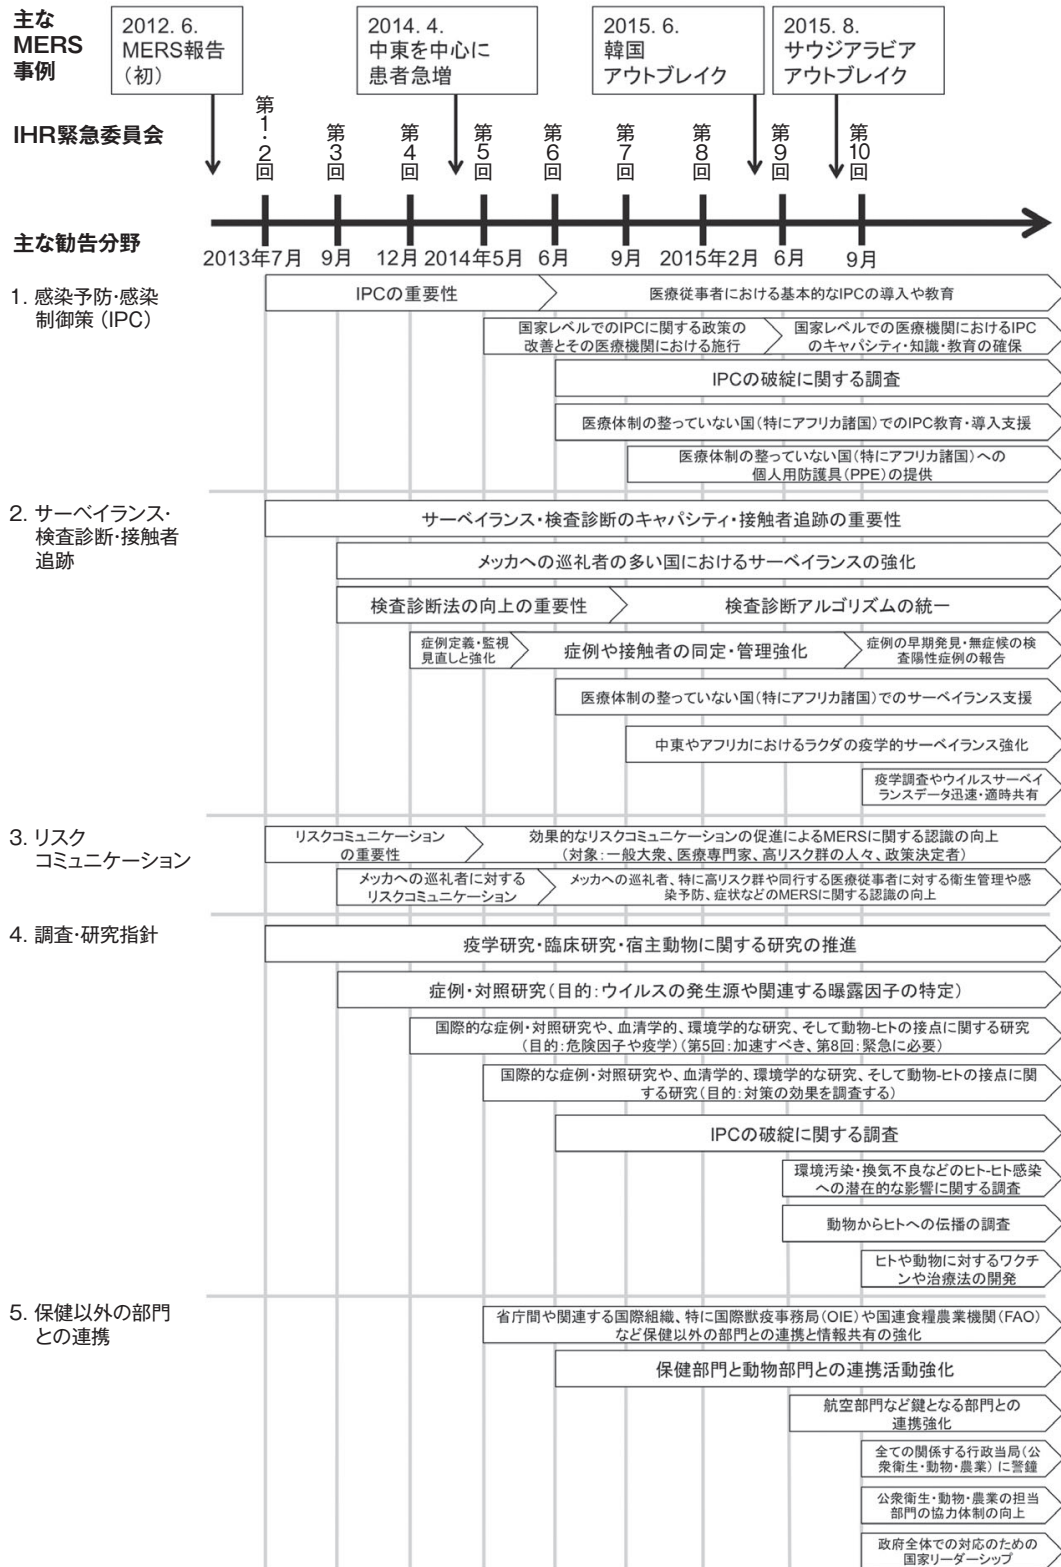 主な
MERS
事例
2012. 6.
MERS報告
（初）
2014. 4.
中東を中心に
患者急増
2015. 6.
韓国
アウトブレイク
2015. 8.
サウジアラビア
アウトブレイク
IHR緊急委員会
第1・2回
第3回
第4回
第5回
第6回
第7回
第8回
第9回
第10回
主な勧告分野
2013年7月
9月
12月
2014年5月
6月
9月
2015年2月
6月
9月
1. 感染予防・感染
制御策（IPC）
IPCの重要性
医療従事者における基本的なIPCの導入や教育
国家レベルでのIPCに関する政策の
改善とその医療機関における施行
国家レベルでの医療機関におけるIPC
のキャパシティ・知識・教育の確保
IPCの破綻に関する調査
医療体制の整っていない国（特にアフリカ諸国）でのIPC教育・導入支援
医療体制の整っていない国（特にアフリカ諸国）への
個人用防護具（PPE）の提供
2. サーベイランス・
検査診断・接触者
追跡
サーベイランス・検査診断のキャパシティ・接触者追跡の重要性
メッカへの巡礼者の多い国におけるサーベイランスの強化
検査診断法の向上の重要性
検査診断アルゴリズムの統一
症例定義・監視
見直しと強化
症例や接触者の同定・管理強化
症例の早期発見・無症候の検
査陽性症例の報告
医療体制の整っていない国（特にアフリカ諸国）でのサーベイランス支援
中東やアフリカにおけるラクダの疫学的サーベイランス強化
疫学調査やウイルスサーベイ
ランスデータ迅速・適時共有
3. リスク
コミュニケーション
リスクコミュニケーション
の重要性
効果的なリスクコミュニケーションの促進によるMERSに関する認識の向上
（対象：一般大衆、医療専門家、高リスク群の人々、政策決定者）
メッカへの巡礼者に対する
リスクコミュニケーション
メッカへの巡礼者、特に高リスク群や同行する医療従事者に対する衛生管理や感
染予防、症状などのMERSに関する認識の向上
4. 調査・研究指針
疫学研究・臨床研究・宿主動物に関する研究の推進
症例・対照研究（目的：ウイルスの発生源や関連する曝露因子の特定）
国際的な症例・対照研究や、血清学的、環境学的な研究、そして動物-ヒトの接点に関する研究
（目的：危険因子や疫学）（第5回：加速すべき、第8回：緊急に必要）
国際的な症例・対照研究や、血清学的、環境学的な研究、そして動物-ヒトの接点に関
する研究（目的：対策の効果を調査する）
IPCの破綻に関する調査
環境汚染・換気不良などのヒト-ヒト感染
への潜在的な影響に関する調査
動物からヒトへの伝播の調査
ヒトや動物に対するワクチ
ンや治療法の開発
5. 保健以外の部門
との連携
省庁間や関連する国際組織、特に国際獣疫事務局（OIE）や国連食糧農業機関（FAO）
など保健以外の部門との連携と情報共有の強化
保健部門と動物部門との連携活動強化
航空部門など鍵となる部門との
連携強化
全ての関係する行政当局（公
衆衛生・動物・農業）に警鐘
公衆衛生・動物・農業の担当
部門の協力体制の向上
政府全体での対応のための
国家リーダーシップ